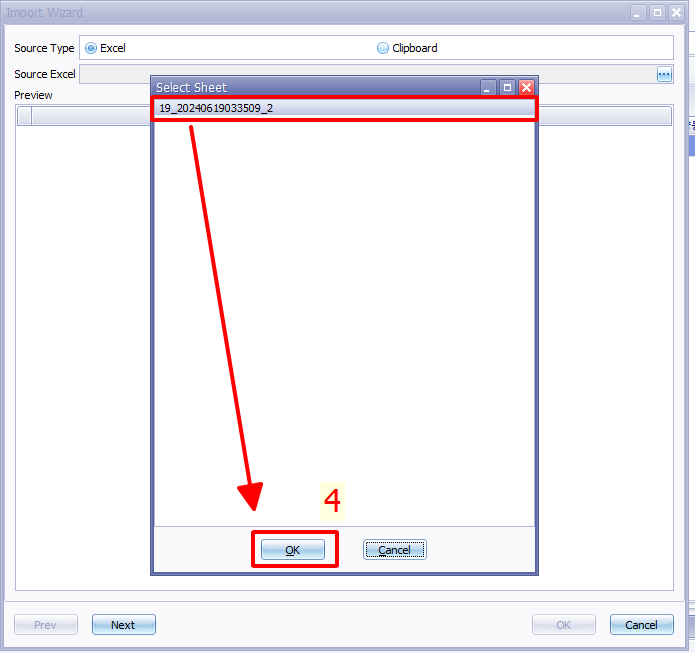 Import Wizard
Source Type Excel Clipboard
Source Excel
Preview
Select Sheet
19_20240619033509_2
4
OK Cancel
Prev Next OK Cancel